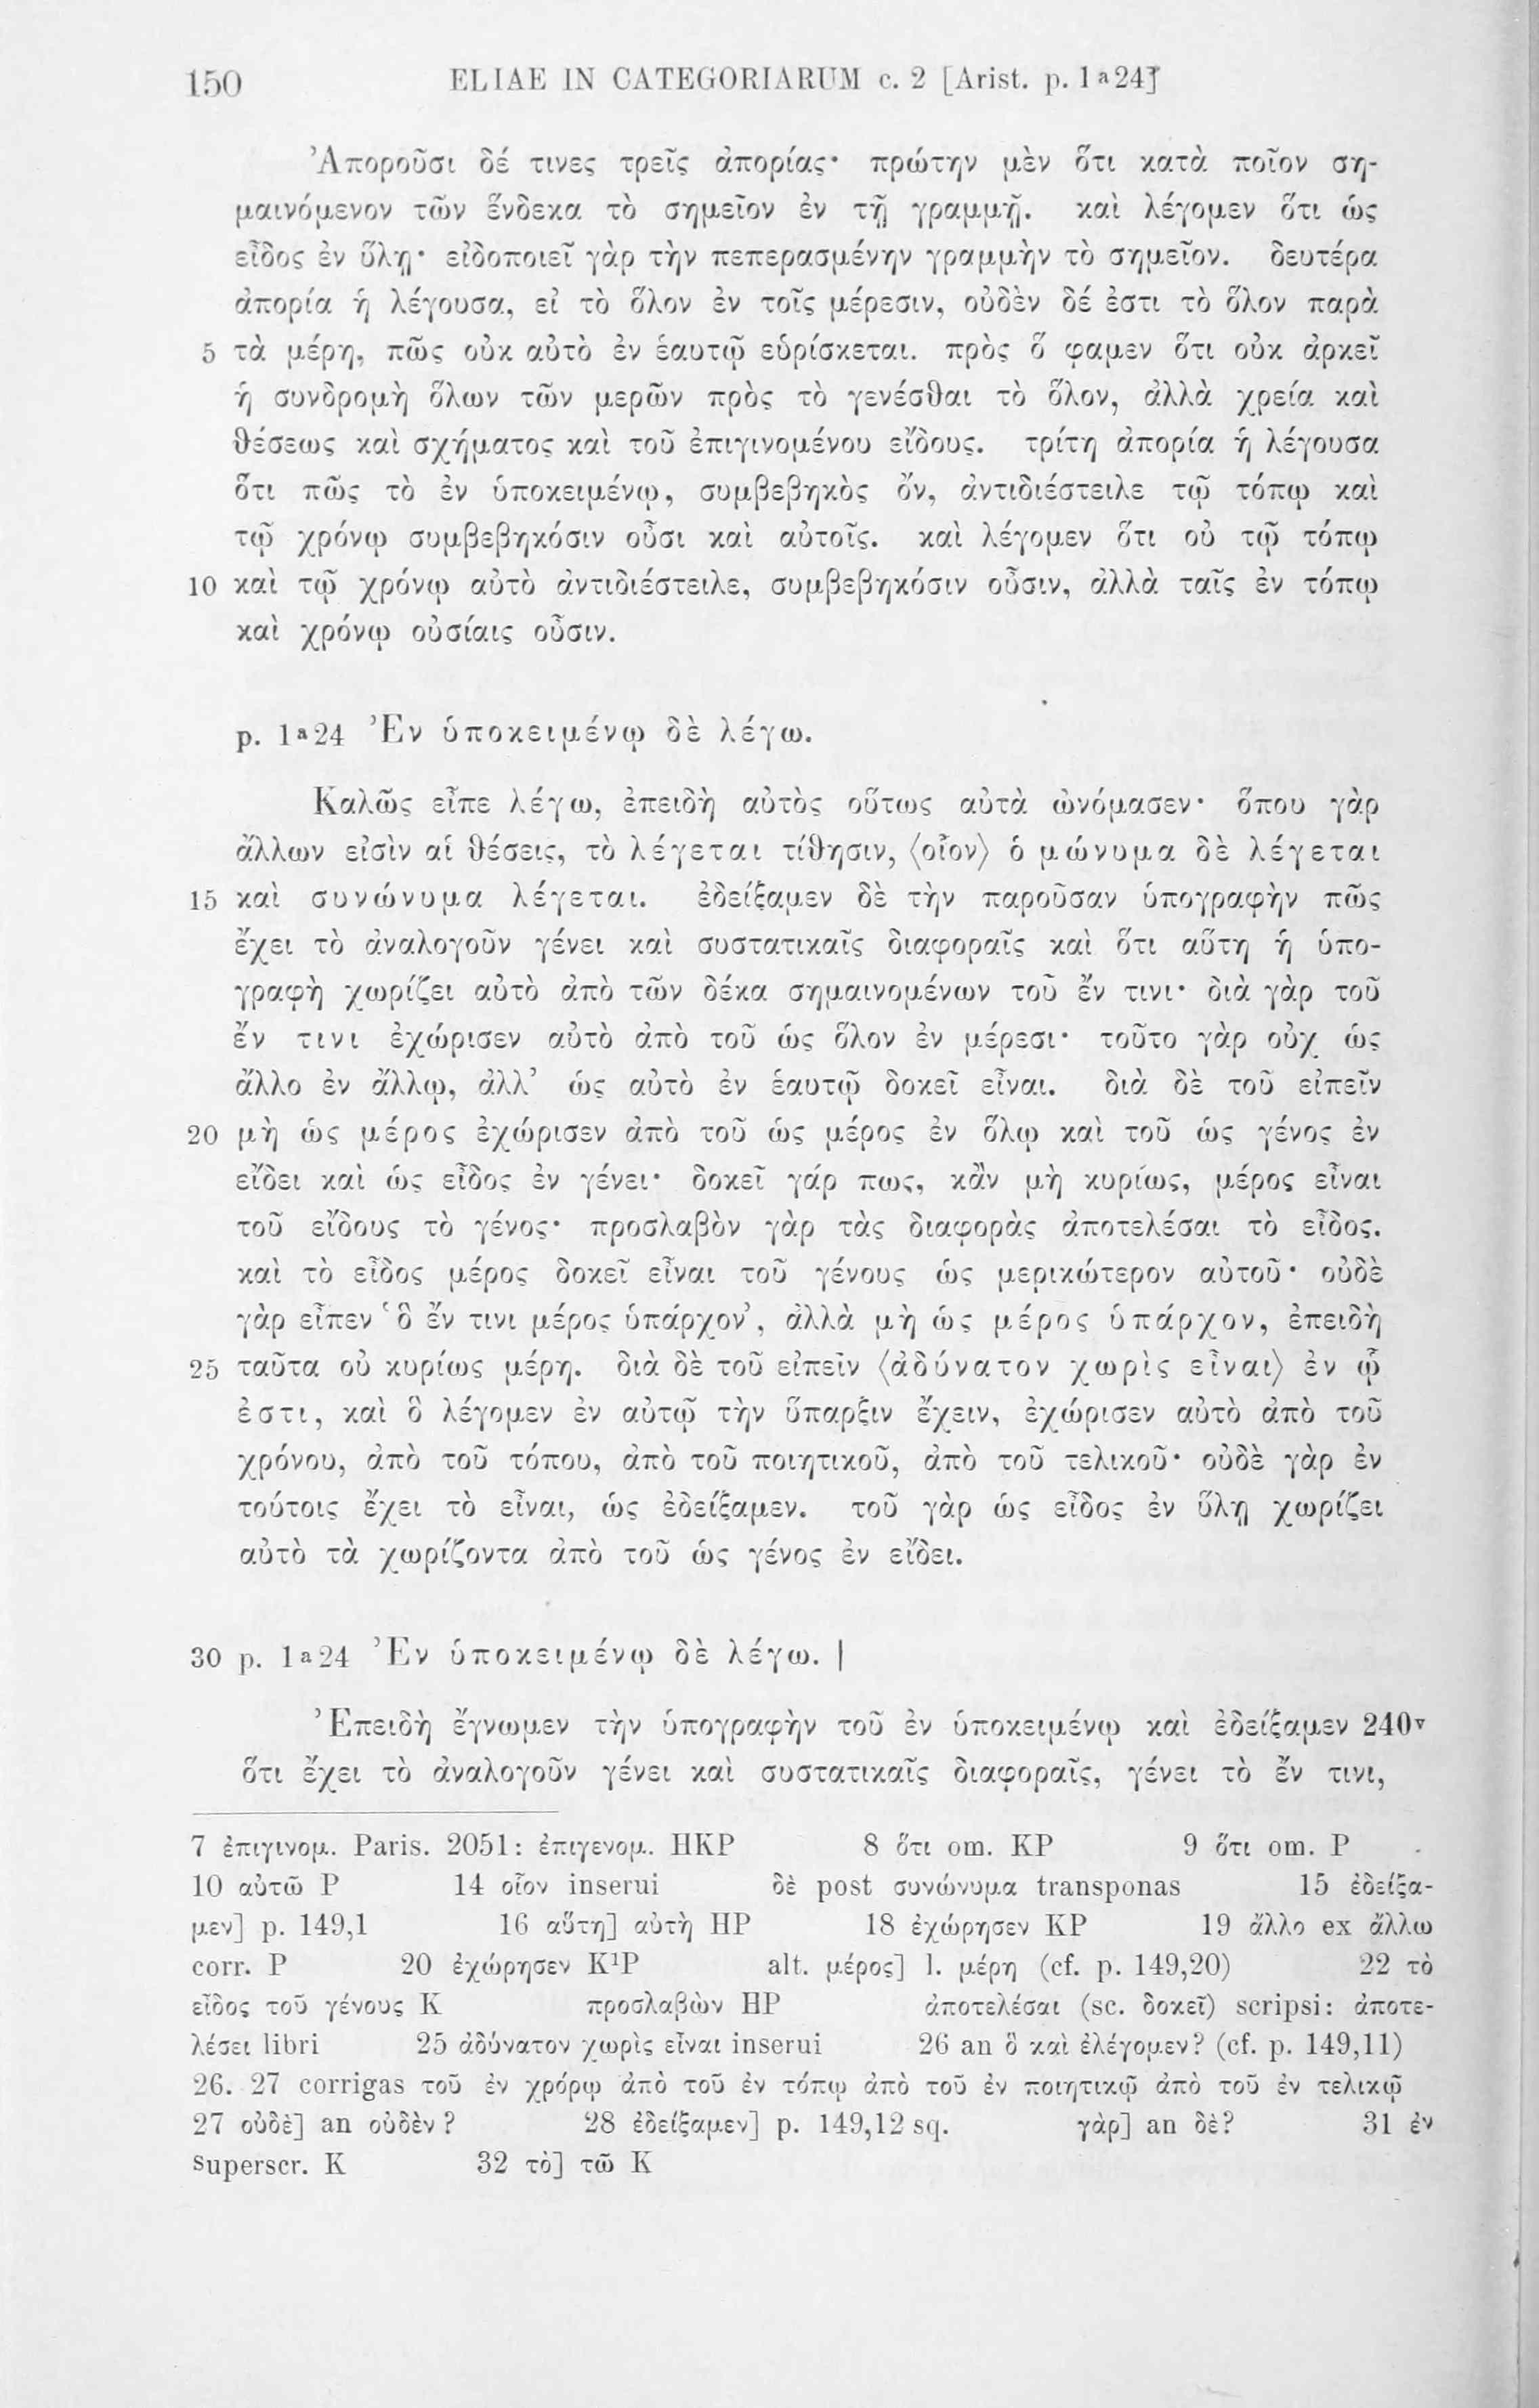 150 ELIAE IN CATEGORIARUM c. 2 [Arist. p. 1ª24]
Ἀποροῦσι δέ τινες τρεῖς ἀπορίας· πρώτην μὲν ὅτι κατὰ ποῖον ση-
μαινόμενον τῶν ἕνδεκα τὸ σημεῖον ἐν τῇ γραμμῇ. καὶ λέγομεν ὅτι ὡς
εἶδος ἐν ὕλῃ· εἰδοποιεῖ γὰρ τὴν πεπερασμένην γραμμὴν τὸ σημεῖον. δευτέρα
ἀπορία ἡ λέγουσα, εἰ τὸ ὅλον ἐν τοῖς μέρεσιν, οὐδὲν δέ ἐστι τὸ ὅλον παρὰ
5 τὰ μέρη, πῶς οὐκ αὐτὸ ἐν ἑαυτῷ εὑρίσκεται. πρὸς ὅ φαμεν ὅτι οὐκ ἀρκεῖ
ἡ συνδρομὴ ὅλων τῶν μερῶν πρὸς τὸ γενέσθαι τὸ ὅλον, ἀλλὰ χρεία καὶ
θέσεως καὶ σχήματος καὶ τοῦ ἐπιγινομένου εἴδους. τρίτη ἀπορία ἡ λέγουσα
ὅτι πῶς τὸ ἐν ὑποκειμένῳ, συμβεβηκὸς ὄν, ἀντιδιέστειλε τῷ τόπῳ καὶ
τῷ χρόνῳ συμβεβηκόσιν οὖσι καὶ αὐτοῖς. καὶ λέγομεν ὅτι οὐ τῷ τόπῳ
10 καὶ τῷ χρόνῳ αὐτὸ ἀντιδιέστειλε, συμβεβηκόσιν οὖσιν, ἀλλὰ ταῖς ἐν τόπῳ
καὶ χρόνῳ οὐσίαις οὖσιν.
p. 1ª24 Ἐν ὑποκειμένῳ δὲ λέγω.
Καλῶς εἶπε λέγω, ἐπειδὴ αὐτὸς οὕτως αὐτὰ ὠνόμασεν· ὅπου γὰρ
ἄλλων εἰσὶν αἱ θέσεις, τὸ λέγεται τίθησιν, ⟨οἷον⟩ ὁμώνυμα δὲ λέγεται
15 καὶ συνώνυμα λέγεται. ἐδείξαμεν δὲ τὴν παροῦσαν ὑπογραφὴν πῶς
ἔχει τὸ ἀναλογοῦν γένει καὶ συστατικαῖς διαφοραῖς καὶ ὅτι αὕτη ἡ ὑπο-
γραφὴ χωρίζει αὐτὸ ἀπὸ τῶν δέκα σημαινομένων τοῦ ἔν τινι· διὰ γὰρ τοῦ
ἔν τινι ἐχώρισεν αὐτὸ ἀπὸ τοῦ ὡς ὅλον ἐν μέρεσι· τοῦτο γὰρ οὐχ ὡς
ἄλλο ἐν ἄλλῳ, ἀλλ’ ὡς αὐτὸ ἐν ἑαυτῷ δοκεῖ εἶναι. διὰ δὲ τοῦ εἰπεῖν
20 μὴ ὡς μέρος ἐχώρισεν ἀπὸ τοῦ ὡς μέρος ἐν ὅλῳ καὶ τοῦ ὡς γένος ἐν
εἴδει καὶ ὡς εἶδος ἐν γένει· δοκεῖ γάρ πως, κἂν μὴ κυρίως, μέρος εἶναι
τοῦ εἴδους τὸ γένος· προσλαβὸν γὰρ τὰς διαφορὰς ἀποτελέσαι τὸ εἶδος.
καὶ τὸ εἶδος μέρος δοκεῖ εἶναι τοῦ γένους ὡς μερικώτερον αὐτοῦ· οὐδὲ
γὰρ εἶπεν ‘ὃ ἔν τινι μέρος ὑπάρχον’, ἀλλὰ μὴ ὡς μέρος ὑπάρχον, ἐπειδὴ
25 ταῦτα οὐ κυρίως μέρη. διὰ δὲ τοῦ εἰπεῖν ⟨ἀδύνατον χωρὶς εἶναι⟩ ἐν ᾧ
ἐστι, καὶ ὃ λέγομεν ἐν αὐτῷ τὴν ὕπαρξιν ἔχειν, ἐχώρισεν αὐτὸ ἀπὸ τοῦ
χρόνου, ἀπὸ τοῦ τόπου, ἀπὸ τοῦ ποιητικοῦ, ἀπὸ τοῦ τελικοῦ· οὐδὲ γὰρ ἐν
τούτοις ἔχει τὸ εἶναι, ὡς ἐδείξαμεν. τοῦ γὰρ ὡς εἶδος ἐν ὕλῃ χωρίζει
αὐτὸ τὰ χωρίζοντα ἀπὸ τοῦ ὡς γένος ἐν εἴδει.
30 p. 1ª24 Ἐν ὑποκειμένῳ δὲ λέγω. |
Ἐπειδὴ ἔγνωμεν τὴν ὑπογραφὴν τοῦ ἐν ὑποκειμένῳ καὶ ἐδείξαμεν 240ᵛ
ὅτι ἔχει τὸ ἀναλογοῦν γένει καὶ συστατικαῖς διαφοραῖς, γένει τὸ ἔν τινι,
7 ἐπιγινομ. Paris. 2051: ἐπιγενομ. HKP 8 ὅτι om. KP 9 ὅτι om. P
10 αὐτῶ P 14 οἷον inserui δὲ post συνώνυμα transponas 15 ἐδείξα-
μεν] p. 149,1 16 αὕτη] αὐτὴ HP 18 ἐχώρησεν KP 19 ἄλλο ex ἄλλω
corr. P 20 ἐχώρησεν K¹P alt. μέρος] l. μέρη (cf. p. 149,20) 22 τὸ
εἶδος τοῦ γένους K προσλαβὼν HP ἀποτελέσαι (sc. δοκεῖ) scripsi: ἀποτε-
λέσει libri 25 ἀδύνατον χωρὶς εἶναι inserui 26 an ὃ καὶ ἐλέγομεν? (cf. p. 149,11)
26. 27 corrigas τοῦ ἐν χρόρῳ ἀπὸ τοῦ ἐν τόπῳ ἀπὸ τοῦ ἐν ποιητικῷ ἀπὸ τοῦ ἐν τελικῷ
27 οὐδὲ] an οὐδὲν? 28 ἐδείξαμεν] p. 149,12 sq. γὰρ] an δὲ? 31 ἐν
superscr. K 32 τὸ] τῶ K